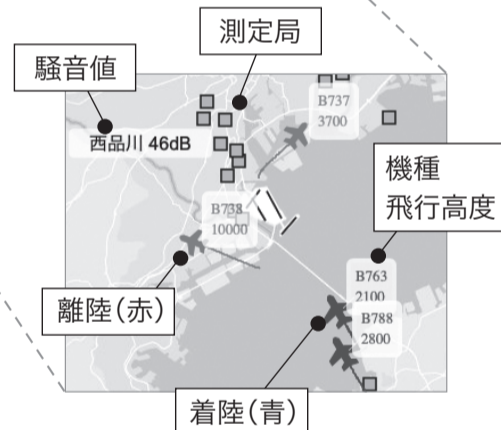 測定局
騒音値
西品川 46dB
B737
3700
機種
飛行高度
B738
10000
離陸(赤)
B763
2100
B788
2800
着陸(青)